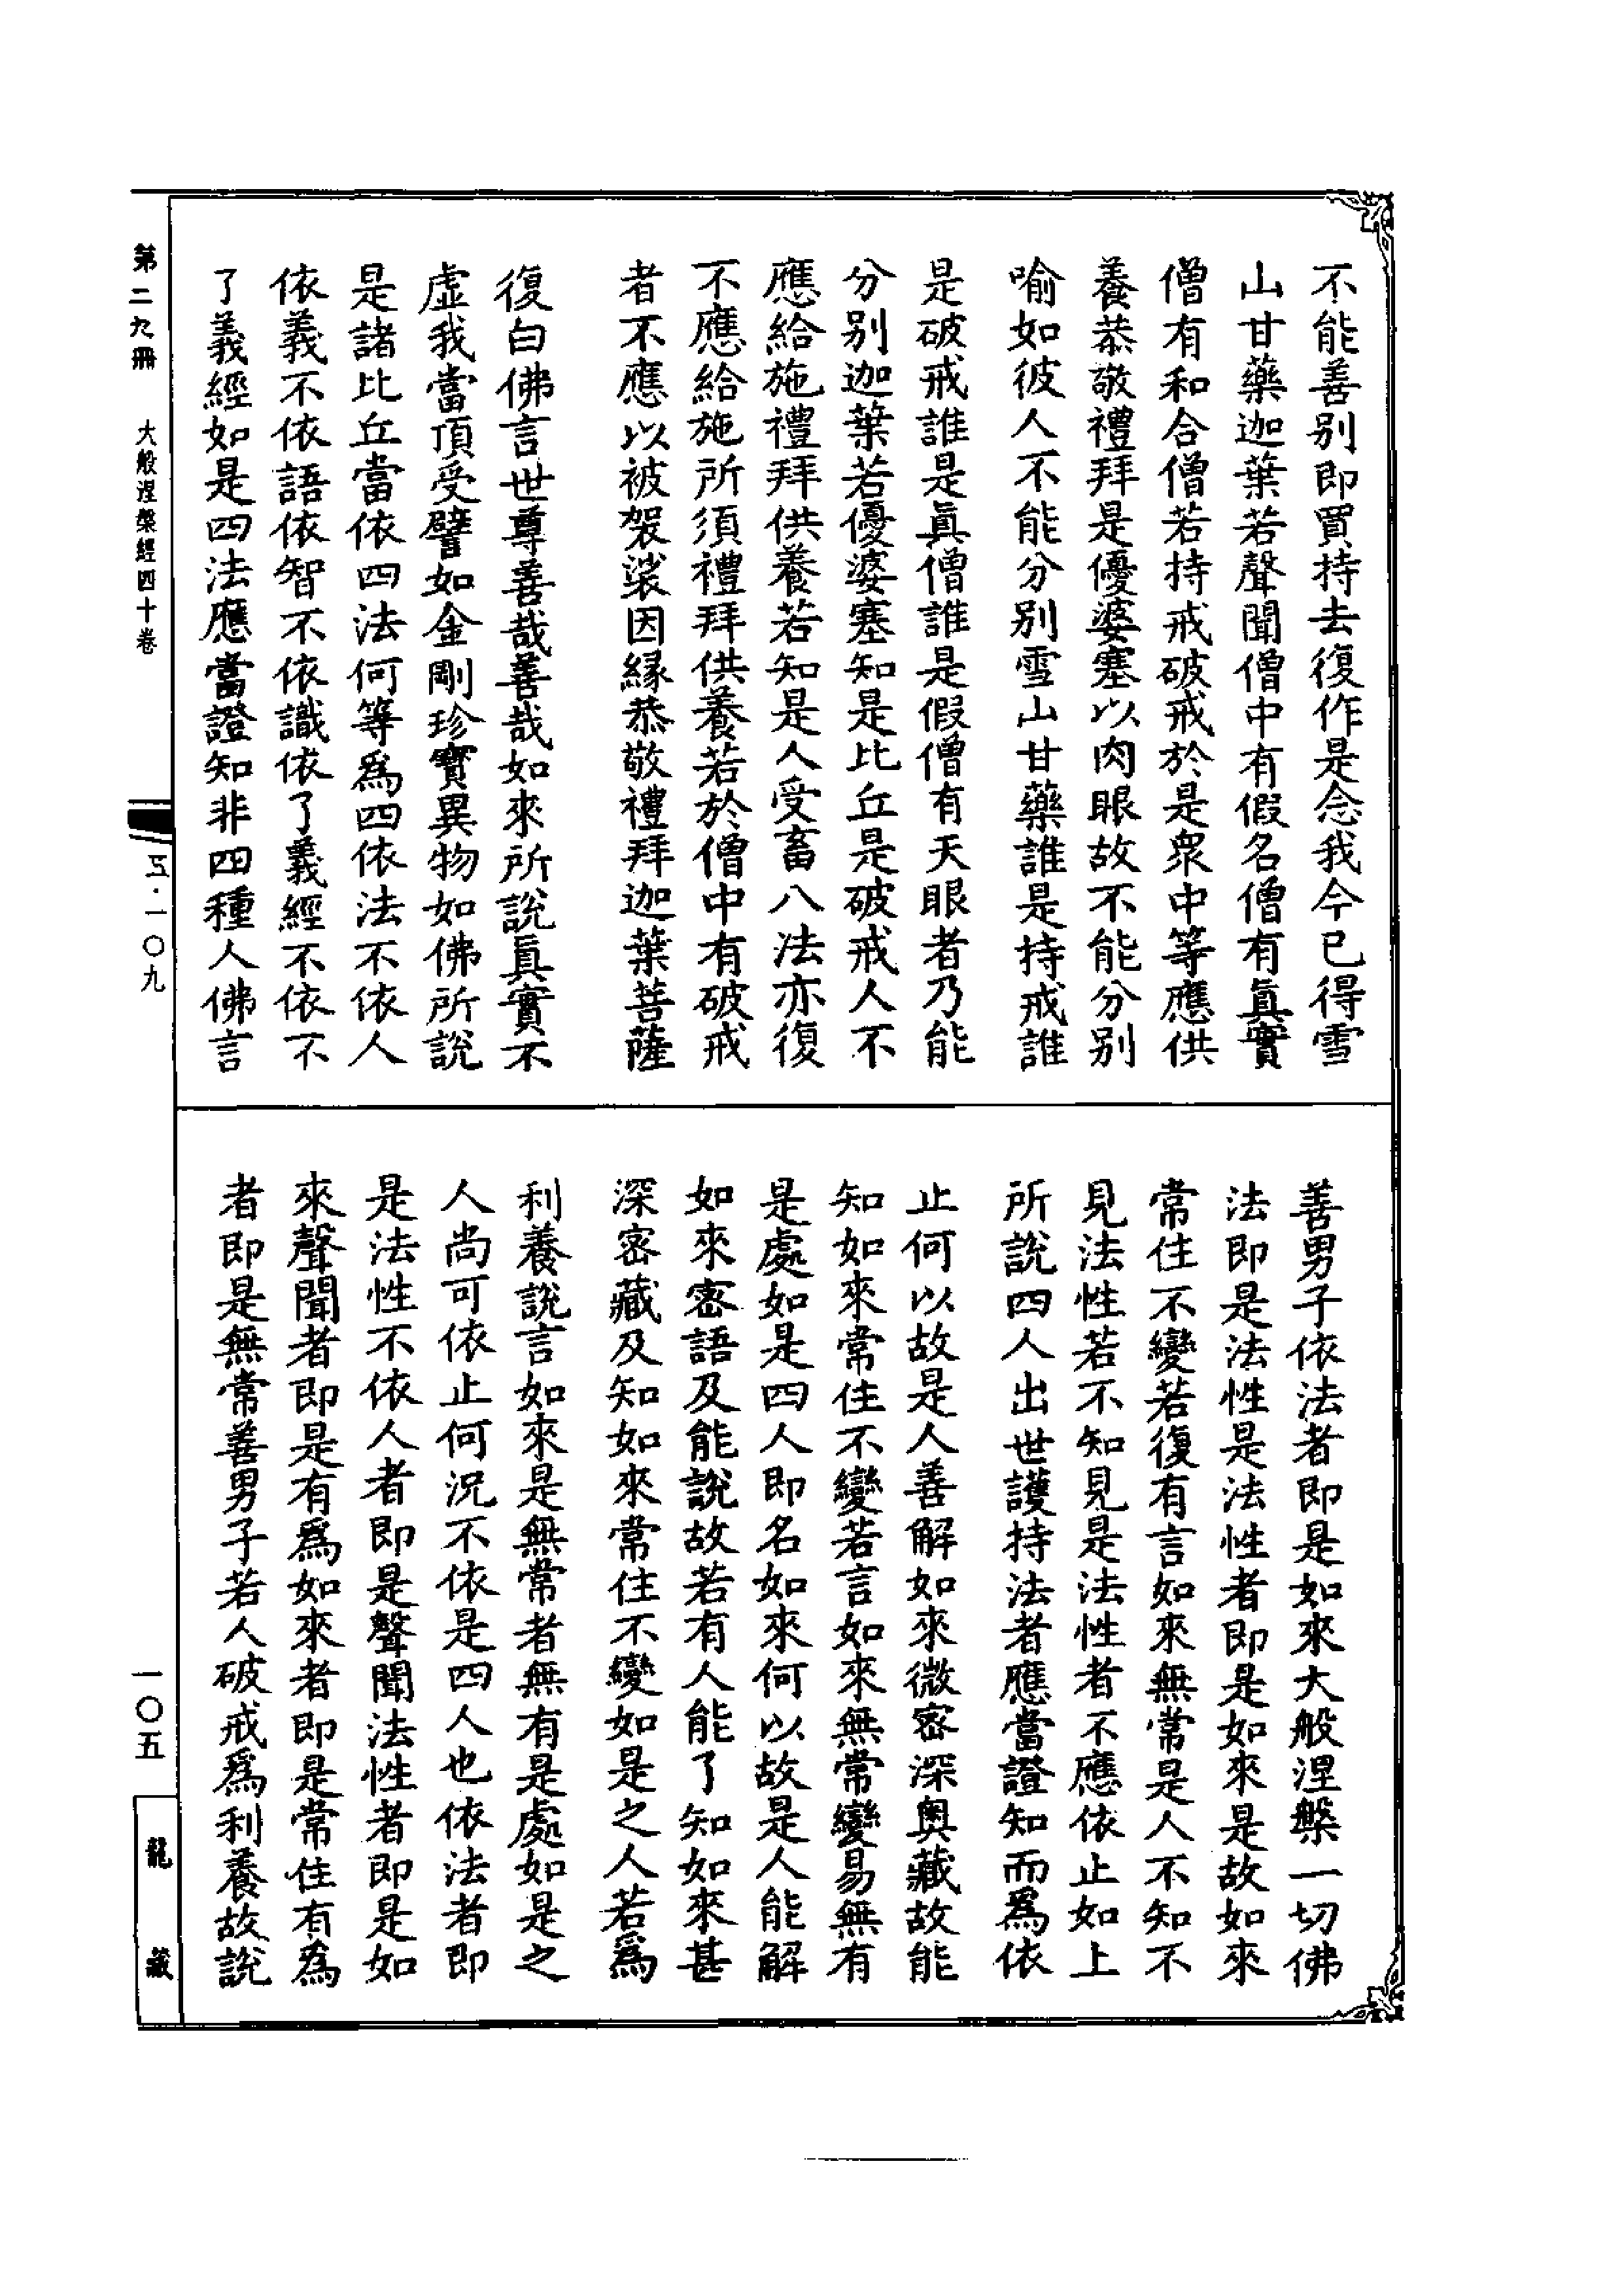 不能善别即買持去復作是念我今已得雪
山甘藥迦葉若聲聞僧中有假名僧有真實
僧有和合僧若持戒破戒於是衆中等應供
養恭敬禮拜是優婆塞以肉眼故不能分别
喻如彼人不能分别雪山甘藥誰是持戒誰
是破戒誰是真僧誰是假僧有天眼者乃能
分别迦葉若優婆塞知是比丘是破戒人不
應給施禮拜供養若知是人受畜八法亦復
不應給施所須禮拜供養若於僧中有破戒
者不應以被袈裟因緣恭敬禮拜迦葉菩薩
復白佛言世尊善哉善哉如來所說真實不
虛我當頂受譬如金剛珍寶異物如佛所說
是諸比丘當依四法何等爲四依法不依人
依義不依語依智不依識依了義經不依不
了義經如是四法應當證知非四種人佛言
善男子依法者即是如來大般涅槃一切佛
法即是法性是法性者即是如來是故如來
常住不變若復有言如來無常是人不知不
見法性若不知見是法性者不應依止如上
所說四人出世護持法者應當證知而爲依
止何以故是人善解如來微密深奧藏故能
知如來常住不變若言如來無常變易無有
是處如是四人即名如來何以故是人能解
如來密語及能說故若有人能了知如來甚
深密藏及知如來常住不變如是之人若爲
利養說言如來是無常者無有是處如是之
人尚可依止何況不依是四人也依法者即
是法性不依人者即是聲聞法性者即是如
來聲聞者即是有爲如來者即是常住有爲
者即是無常善男子若人破戒爲利養故說
第二九冊
大般涅槃經四十卷
五·一〇九
一〇五
龍藏